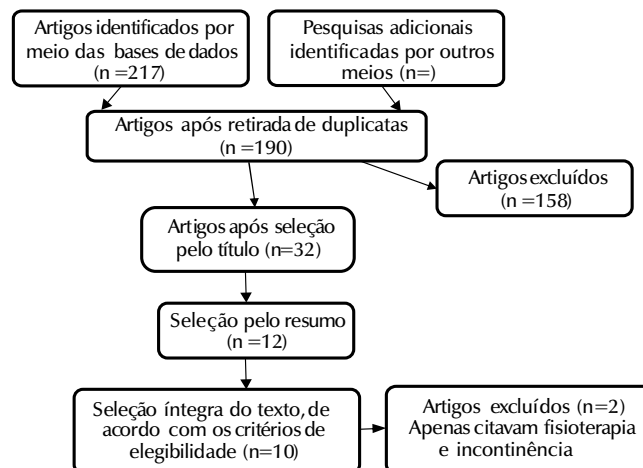 Artigos identificados por
meio das bases de dados
(n =217)
Pesquisas adicionais
identificadas por outros
meios (n=)
Artigos após retirada de duplicatas
(n =190)
Artigos excluídos
(n =158)
Artigos após seleção
pelo título (n=32)
Seleção pelo resumo
(n =12)
Seleção íntegra do texto, de
acordo com os critérios de
elegibilidade (n=10)
Artigos excluídos (n=2)
Apenas citavam fisioterapia
e incontinência